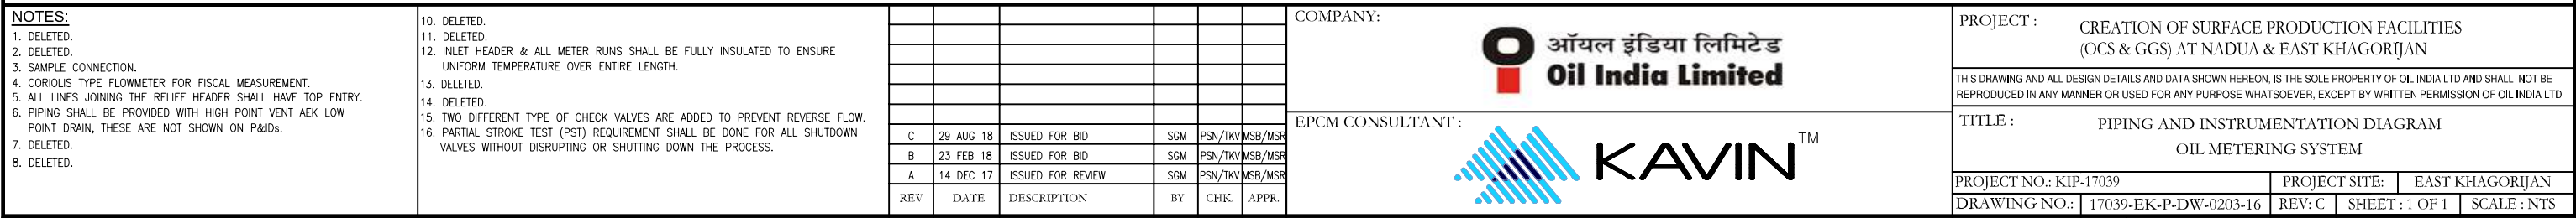 NOTES:
1. DELETED.
2. DELETED.
3. SAMPLE CONNECTION.
4. CORIOLIS TYPE FLOWMETER FOR FISCAL MEASUREMENT.
5. ALL LINES JOINING THE RELIEF HEADER SHALL HAVE TOP ENTRY.
6. PIPING SHALL BE PROVIDED WITH HIGH POINT VENT AEK LOW
POINT DRAIN, THESE ARE NOT SHOWN ON P&IDs.
7. DELETED.
8. DELETED.
10. DELETED.
11. DELETED.
12. INLET HEADER & ALL METER RUNS SHALL BE FULLY INSULATED TO ENSURE
UNIFORM TEMPERATURE OVER ENTIRE LENGTH.
13. DELETED.
14. DELETED.
15. TWO DIFFERENT TYPE OF CHECK VALVES ARE ADDED TO PREVENT REVERSE FLOW.
16. PARTIAL STROKE TEST (PST) REQUIREMENT SHALL BE DONE FOR ALL SHUTDOWN
VALVES WITHOUT DISRUPTING OR SHUTTING DOWN THE PROCESS.
C 29 AUG 18 ISSUED FOR BID SGM PSN/TKV MSB/MSR
B 23 FEB 18 ISSUED FOR BID SGM PSN/TKV MSB/MSR
A 14 DEC 17 ISSUED FOR REVIEW SGM PSN/TKV MSB/MSR
REV DATE DESCRIPTION BY CHK. APPR.
COMPANY:
ऑयल इंडिया लिमिटेड
Oil India Limited
EPCM CONSULTANT :
KAVIN™
PROJECT : CREATION OF SURFACE PRODUCTION FACILITIES
(OCS & GGS) AT NADUA & EAST KHAGORIJAN
THIS DRAWING AND ALL DESIGN DETAILS AND DATA SHOWN HEREON, IS THE SOLE PROPERTY OF OIL INDIA LTD AND SHALL NOT BE
REPRODUCED IN ANY MANNER OR USED FOR ANY PURPOSE WHATSOEVER, EXCEPT BY WRITTEN PERMISSION OF OIL INDIA LTD.
TITLE : PIPING AND INSTRUMENTATION DIAGRAM
OIL METERING SYSTEM
PROJECT NO.: KIP-17039 PROJECT SITE: EAST KHAGORIJAN
DRAWING NO.: 17039-EK-P-DW-0203-16 REV: C SHEET : 1 OF 1 SCALE : NTS